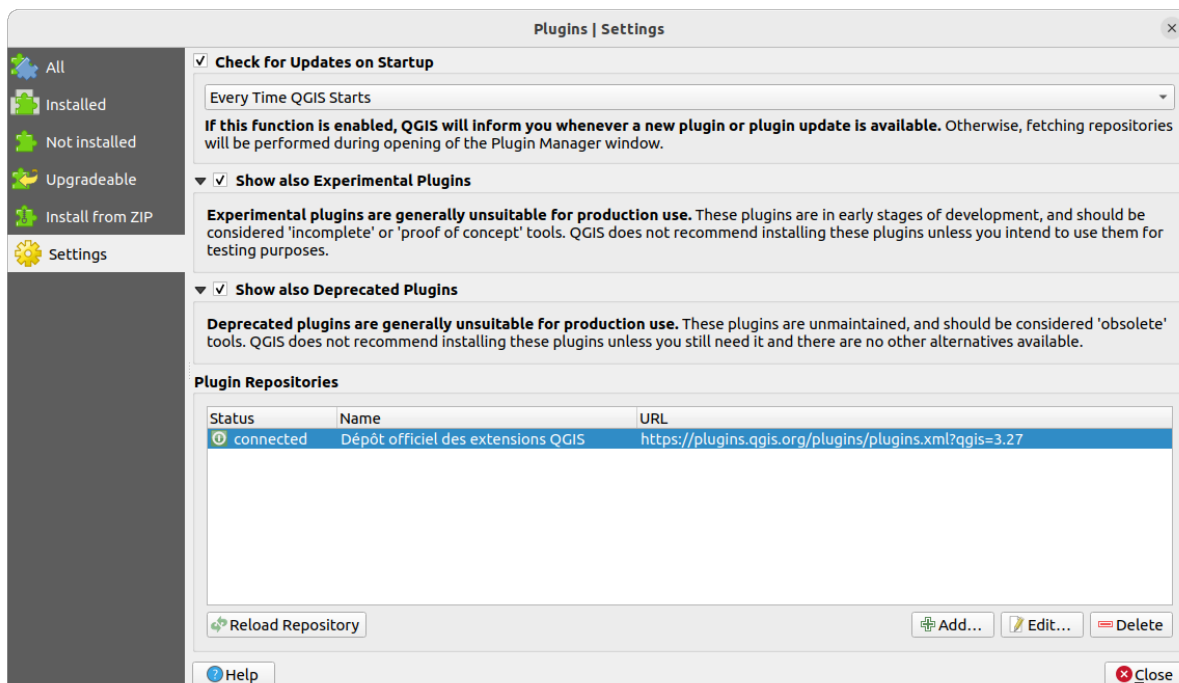 Plugins | Settings
All
Installed
Not installed
Upgradeable
Install from ZIP
Settings
Check for Updates on Startup
Every Time QGIS Starts
If this function is enabled, QGIS will inform you whenever a new plugin or plugin update is available. Otherwise, fetching repositories
will be performed during opening of the Plugin Manager window.
Show also Experimental Plugins
Experimental plugins are generally unsuitable for production use. These plugins are in early stages of development, and should be
considered 'incomplete' or 'proof of concept' tools. QGIS does not recommend installing these plugins unless you intend to use them for
testing purposes.
Show also Deprecated Plugins
Deprecated plugins are generally unsuitable for production use. These plugins are unmaintained, and should be considered 'obsolete'
tools. QGIS does not recommend installing these plugins unless you still need it and there are no other alternatives available.
Plugin Repositories
Status Name URL
connected Dépôt officiel des extensions QGIS https://plugins.qgis.org/plugins/plugins.xml?qgis=3.27
Reload Repository Add... Edit... Delete
Help Close